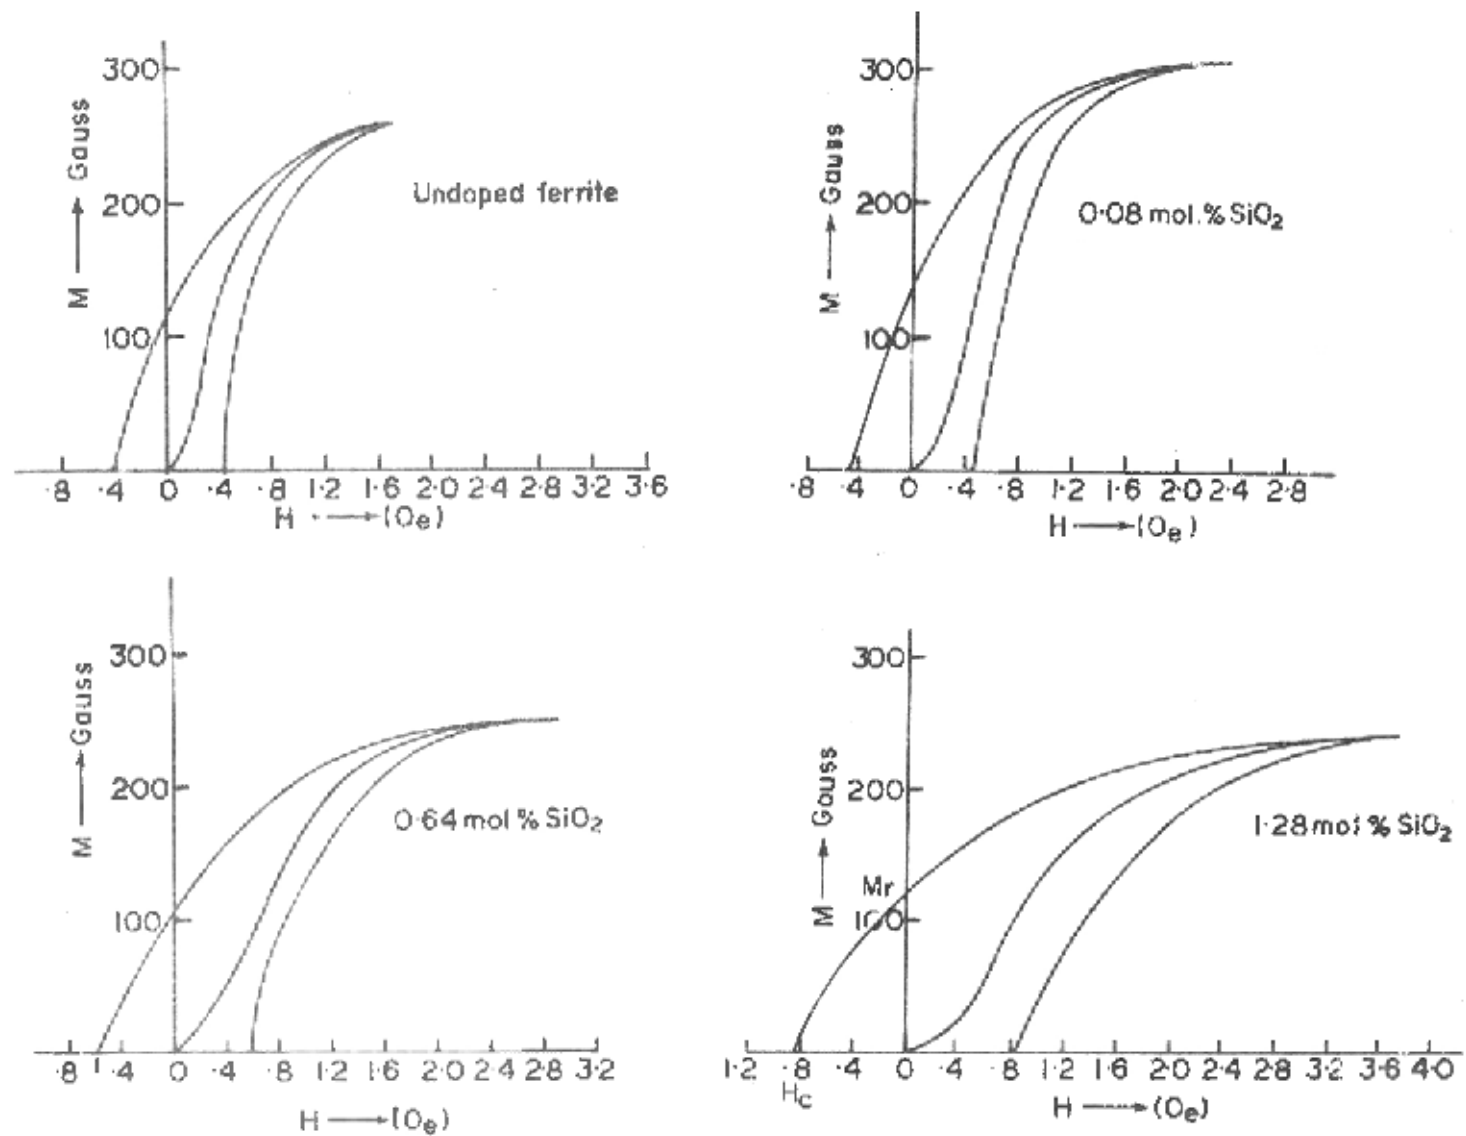 300
200
100
M → Gauss
Undoped ferrite
·8 ·4 0 ·4 ·8 1·2 1·6 2·0 2·4 2·8 3·2 3·6
H → (Oe)
300
200
100
M → Gauss
0·08 mol.% SiO2
·8 ·4 0 ·4 ·8 1·2 1·6 2·0 2·4 2·8
H → (Oe)
300
200
100
M → Gauss
0·64 mol % SiO2
·8 ·4 0 ·4 ·8 1·2 1·6 2·0 2·4 2·8 3·2
H → (Oe)
300
200
Mr
100
M → Gauss
1·28 mol % SiO2
1·2 ·8 ·4 0 ·4 ·8 1·2 1·6 2·0 2·4 2·8 3·2 3·6 4·0
Hc
H → (Oe)